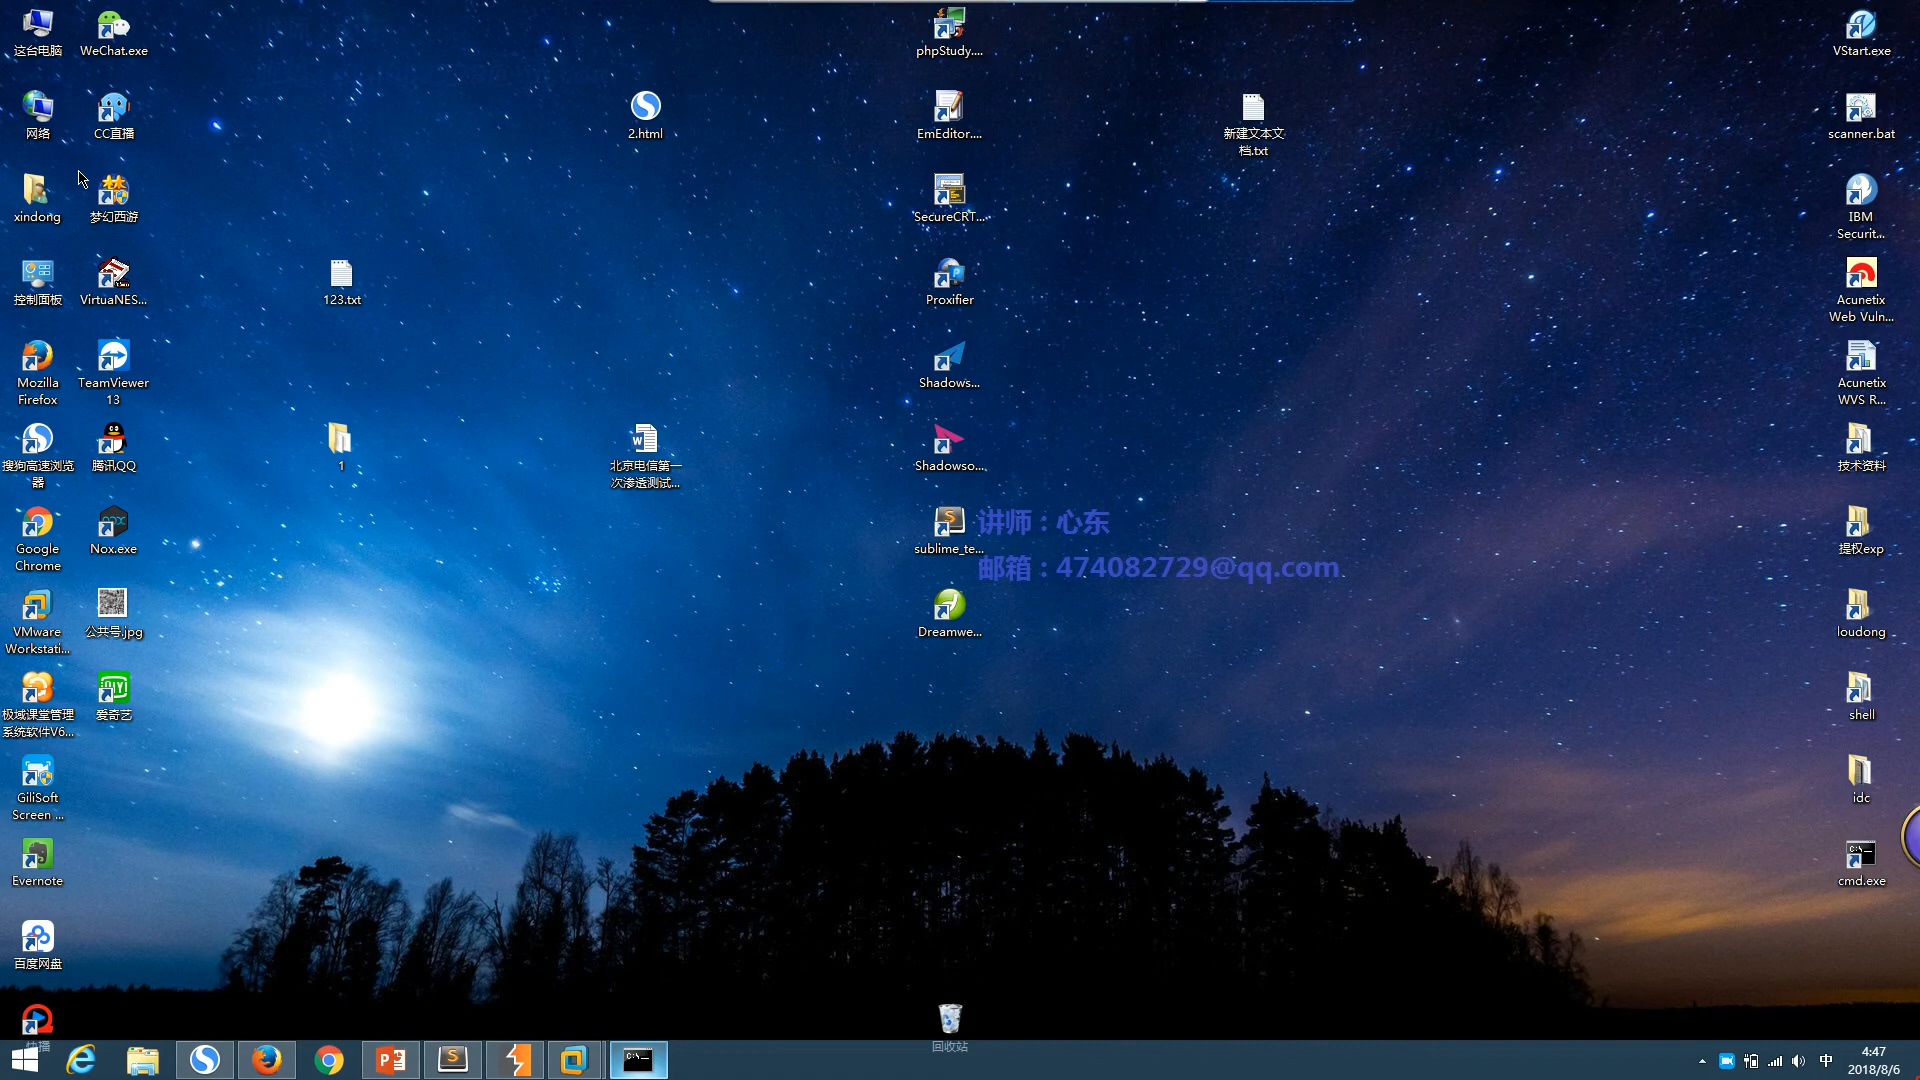 这台电脑
WeChat.exe
phpStudy....
VStart.exe
网络
CC直播
2.html
EmEditor....
新建文本文
档.txt
scanner.bat
xindong
梦幻西游
SecureCRT...
IBM
Securit...
控制面板
VirtuaNES...
123.txt
Proxifier
Acunetix
Web Vuln...
Mozilla
Firefox
TeamViewer
13
Shadows...
Acunetix
WVS R...
搜狗高速浏览
器
腾讯QQ
1
北京电信第一
次渗透测试...
Shadowso...
技术资料
讲师：心东
Google
Chrome
Nox.exe
sublime_te...
提权exp
邮箱：474082729@qq.com
VMware
Workstati...
公共号.jpg
Dreamwe...
loudong
极域课堂管理
系统软件V6...
爱奇艺
shell
GiliSoft
Screen ...
idc
Evernote
cmd.exe
百度网盘
快播
回收站
中
4:47
2018/8/6